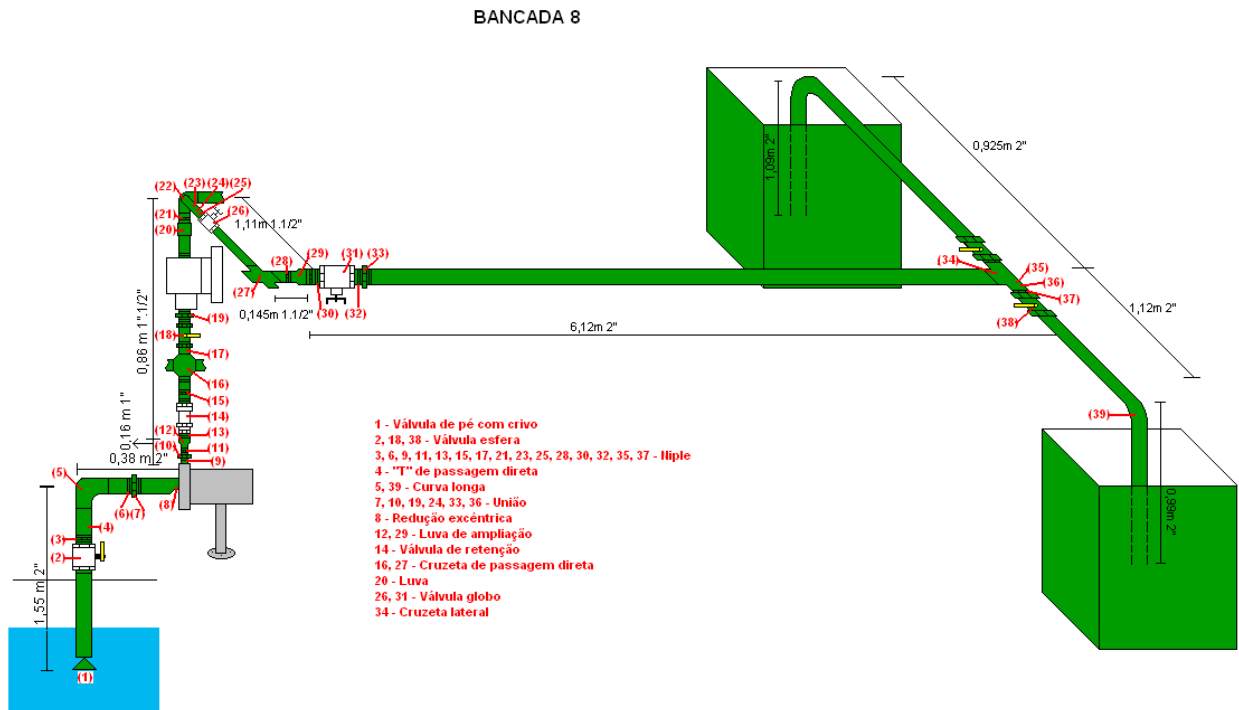 BANCADA 8
0,925m 2"
1,09m 2"
(22)
(23)
(24)
(25)
(21)
(26)
(20)
1,11m 1.1/2"
(28)
(29)
(31)
(33)
(34)
(35)
(36)
(37)
(27)
(30)
(32)
0,145m 1.1/2"
6,12m 2"
(38)
1,12m 2"
(19)
(18)
(17)
0,86 m 1".1/2"
(16)
(15)
(14)
(13)
(12)
0,16 m 1"
(11)
(10)
(9)
0,38 m 2"
(5)
(6)
(7)
(8)
(4)
(3)
(2)
1,55 m 2"
(1)
(39)
0,99m 2"
1 - Válvula de pé com crivo
2, 18, 38 - Válvula esfera
3, 6, 9, 11, 13, 15, 17, 21, 23, 25, 28, 30, 32, 35, 37 - Niple
4 - "T" de passagem direta
5, 39 - Curva longa
7, 10, 19, 24, 33, 36 - União
8 - Redução excéntrica
12, 29 - Luva de ampliação
14 - Válvula de retenção
16, 27 - Cruzeta de passagem direta
20 - Luva
26, 31 - Válvula globo
34 - Cruzeta lateral